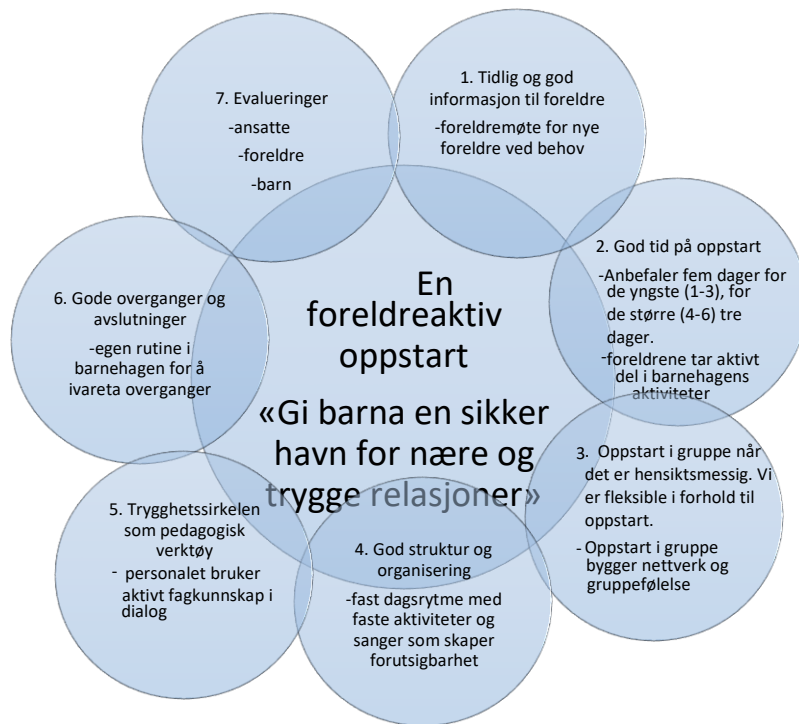 En
foreldreaktiv
oppstart
«Gi barna en sikker
havn for nære og
trygge relasjoner»
1. Tidlig og god
informasjon til foreldre
-foreldremøte for nye
foreldre ved behov
2. God tid på oppstart
-Anbefaler fem dager for
de yngste (1-3), for
de større (4-6) tre
dager.
-foreldrene tar aktivt
del i barnehagens
aktiviteter
3. Oppstart i gruppe når
det er hensiktsmessig. Vi
er fleksible i forhold til
oppstart.
- Oppstart i gruppe
bygger nettverk og
gruppefølelse
4. God struktur og
organisering
-fast dagsrytme med
faste aktiviteter og
sanger som skaper
forutsigbarhet
5. Trygghetssirkelen
som pedagogisk
verktøy
- personalet bruker
aktivt fagkunnskap i
dialog
6. Gode overganger og
avslutninger
-egen rutine i
barnehagen for å
ivareta overganger
7. Evalueringer
-ansatte
-foreldre
-barn